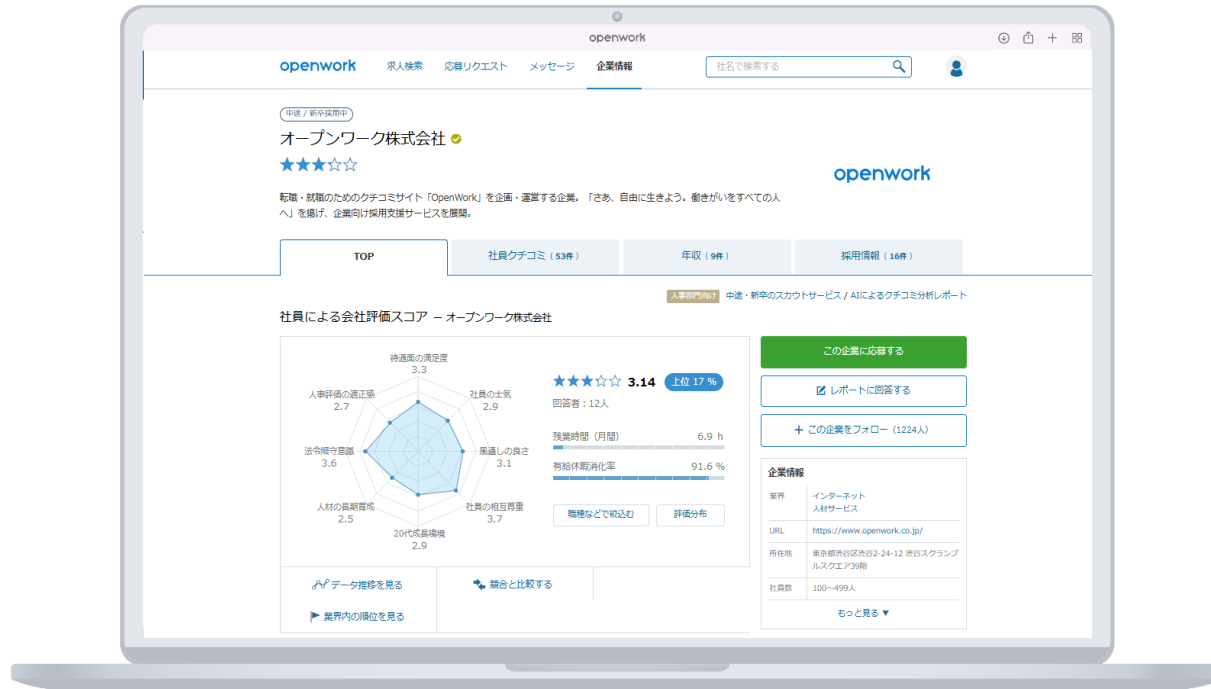 openwork
openwork
求人検索
応募リクエスト
メッセージ
企業情報
社名で検索する
中途 / 新卒採用中
オープンワーク株式会社
openwork
転職・就職のためのクチコミサイト「OpenWork」を企画・運営する企業。「さあ、自由に生きよう。働きがいをすべての人
へ」を掲げ、企業向け採用支援サービスを展開。
TOP
社員クチコミ（53件）
年収（9件）
採用情報（16件）
人事部門向け 中途・新卒のスカウトサービス / AIによるクチコミ分析レポート
社員による会社評価スコア － オープンワーク株式会社
待遇面の満足度
3.3
社員の士気
2.9
風通しの良さ
3.1
社員の相互尊重
3.7
20代成長環境
2.9
人材の長期育成
2.5
法令順守意識
3.6
人事評価の適正感
2.7
3.14 上位 17 %
回答者：12人
残業時間（月間） 6.9 h
有給休暇消化率 91.6 %
職種などで絞込む
評価分布
データ推移を見る
競合と比較する
業界内の順位を見る
この企業に応募する
レポートに回答する
この企業をフォロー（1224人）
企業情報
業界 インターネット
人材サービス
URL https://www.openwork.co.jp/
所在地 東京都渋谷区渋谷2-24-12 渋谷スクランブ
ルスクエア39階
社員数 100～499人
もっと見る ▼